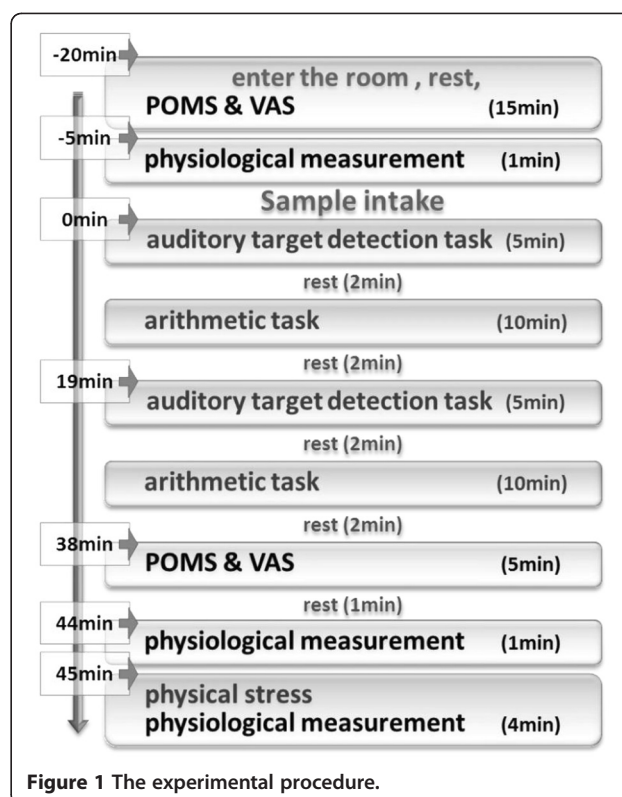 -20min
enter the room , rest,
POMS & VAS (15min)
-5min
physiological measurement (1min)
Sample intake
0min
auditory target detection task (5min)
rest (2min)
arithmetic task (10min)
rest (2min)
19min
auditory target detection task (5min)
rest (2min)
arithmetic task (10min)
rest (2min)
38min
POMS & VAS (5min)
rest (1min)
44min
physiological measurement (1min)
45min
physical stress
physiological measurement (4min)
Figure 1 The experimental procedure.